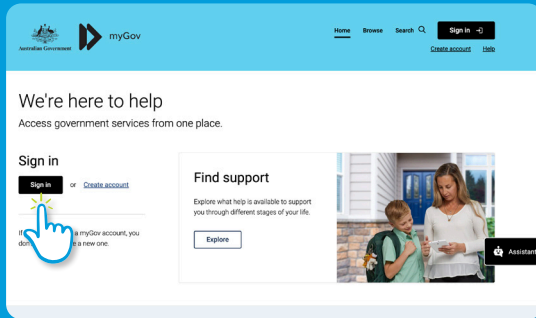 Australian Government
myGov
Home Browse Search Sign in
Create account Help
We're here to help
Access government services from one place.
Sign in
Sign in or Create account
If a myGov account, you
don e a new one.
Find support
Explore what help is available to support
you through different stages of your life.
Explore
Assistant